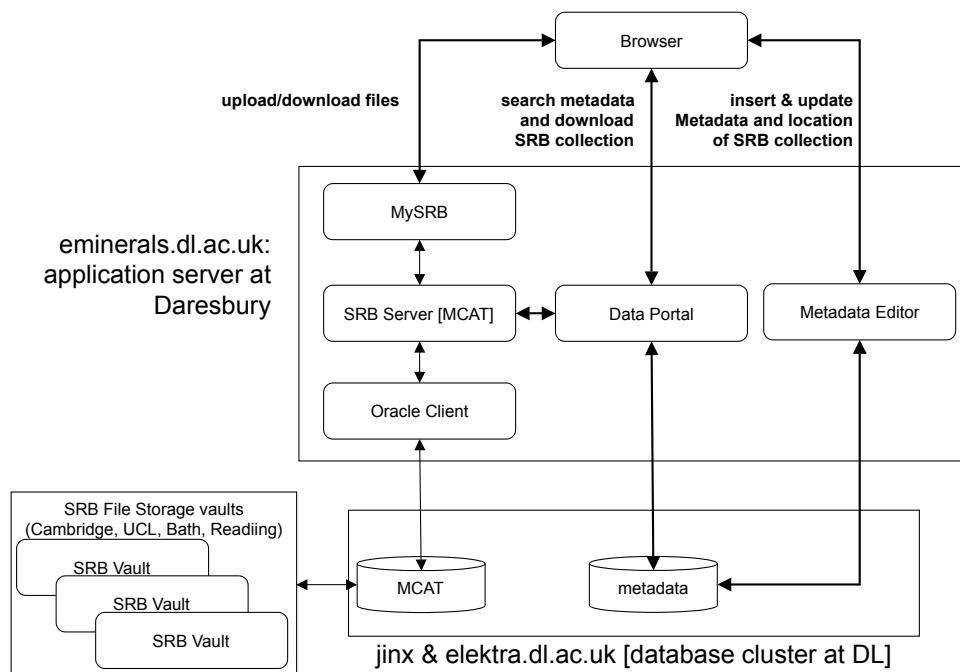 Browser
upload/download files
search metadata
and download
SRB collection
insert & update
Metadata and location
of SRB collection
MySRB
eminerals.dl.ac.uk:
application server at
Daresbury
SRB Server [MCAT]
Data Portal
Metadata Editor
Oracle Client
SRB File Storage vaults
(Cambridge, UCL, Bath, Readiing)
SRB Vault
SRB Vault
SRB Vault
MCAT
metadata
jinx & elektra.dl.ac.uk [database cluster at DL]